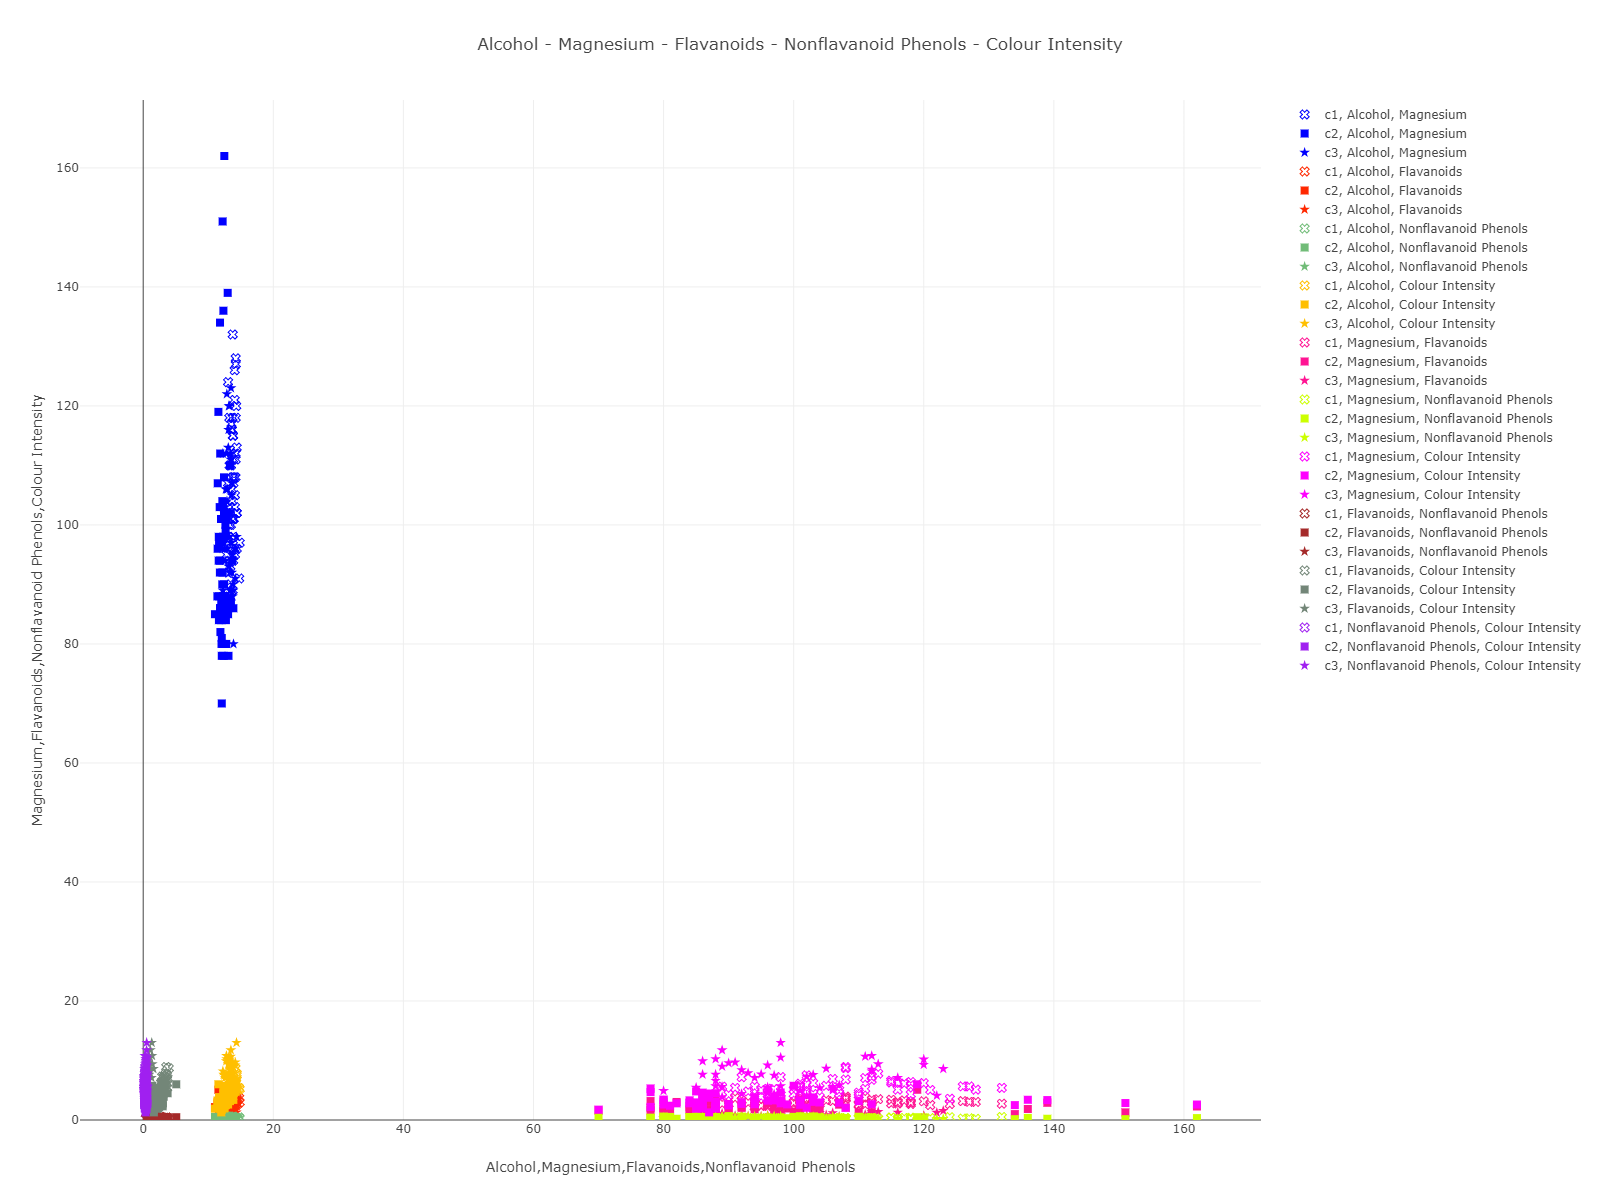 Alcohol - Magnesium - Flavanoids - Nonflavanoid Phenols - Colour Intensity
Magnesium,Flavanoids,Nonflavanoid Phenols,Colour Intensity
160
140
120
100
80
60
40
20
0
0 20 40 60 80 100 120 140 160
Alcohol,Magnesium,Flavanoids,Nonflavanoid Phenols
c1, Alcohol, Magnesium
c2, Alcohol, Magnesium
c3, Alcohol, Magnesium
c1, Alcohol, Flavanoids
c2, Alcohol, Flavanoids
c3, Alcohol, Flavanoids
c1, Alcohol, Nonflavanoid Phenols
c2, Alcohol, Nonflavanoid Phenols
c3, Alcohol, Nonflavanoid Phenols
c1, Alcohol, Colour Intensity
c2, Alcohol, Colour Intensity
c3, Alcohol, Colour Intensity
c1, Magnesium, Flavanoids
c2, Magnesium, Flavanoids
c3, Magnesium, Flavanoids
c1, Magnesium, Nonflavanoid Phenols
c2, Magnesium, Nonflavanoid Phenols
c3, Magnesium, Nonflavanoid Phenols
c1, Magnesium, Colour Intensity
c2, Magnesium, Colour Intensity
c3, Magnesium, Colour Intensity
c1, Flavanoids, Nonflavanoid Phenols
c2, Flavanoids, Nonflavanoid Phenols
c3, Flavanoids, Nonflavanoid Phenols
c1, Flavanoids, Colour Intensity
c2, Flavanoids, Colour Intensity
c3, Flavanoids, Colour Intensity
c1, Nonflavanoid Phenols, Colour Intensity
c2, Nonflavanoid Phenols, Colour Intensity
c3, Nonflavanoid Phenols, Colour Intensity